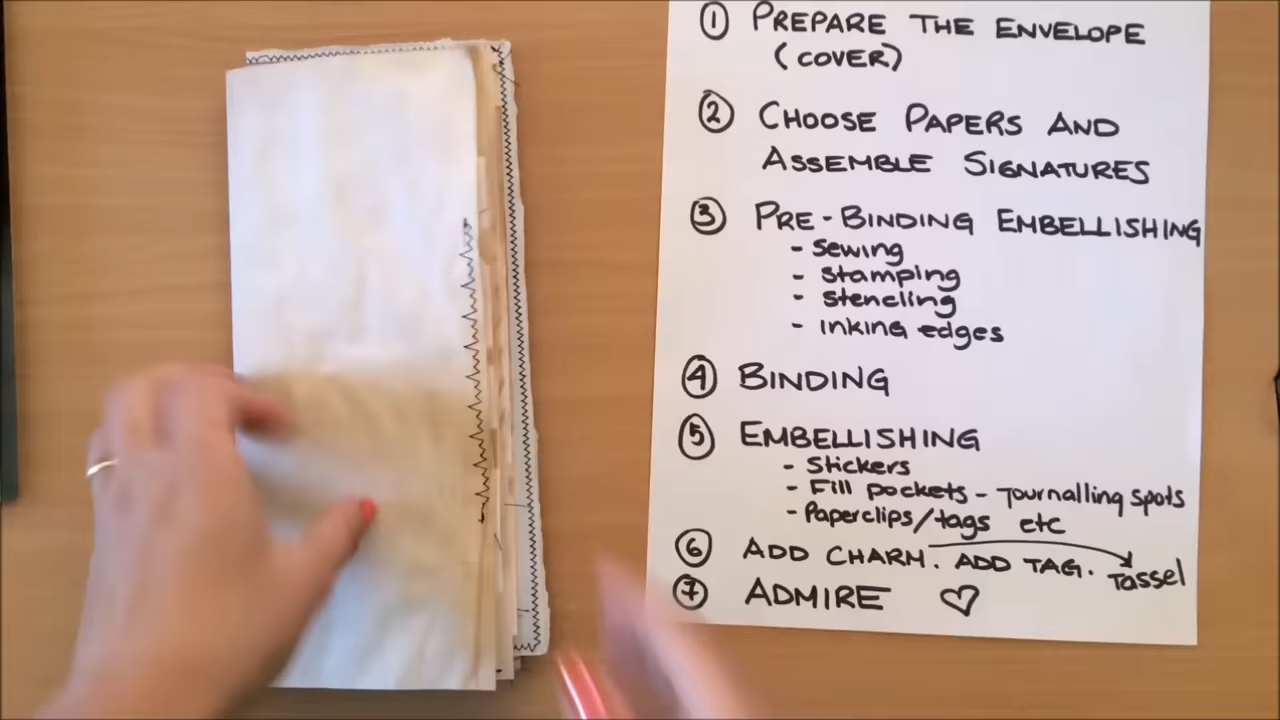 ① PREPARE THE ENVELOPE
(COVER)
② CHOOSE PAPERS AND
ASSEMBLE SIGNATURES
③ PRE-BINDING EMBELLISHING
- Sewing
- Stamping
- Stencling
- Inking edges
④ BINDING
⑤ EMBELLISHING
- Stickers
- Fill pockets - Journalling spots
- Paperclips/tags etc
⑥ ADD CHARM. ADD TAG. Tassel
⑦ ADMIRE ♡